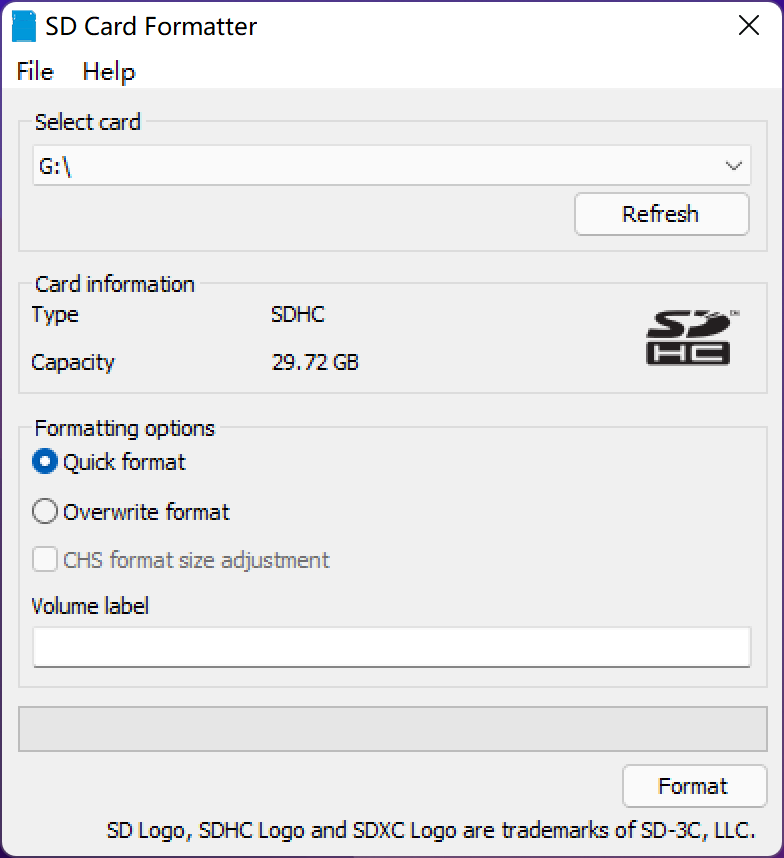 SD Card Formatter
File Help
Select card
G:\
Refresh
Card information
Type SDHC
SD™
HC
Capacity 29.72 GB
Formatting options
Quick format
Overwrite format
CHS format size adjustment
Volume label
Format
SD Logo, SDHC Logo and SDXC Logo are trademarks of SD-3C, LLC.